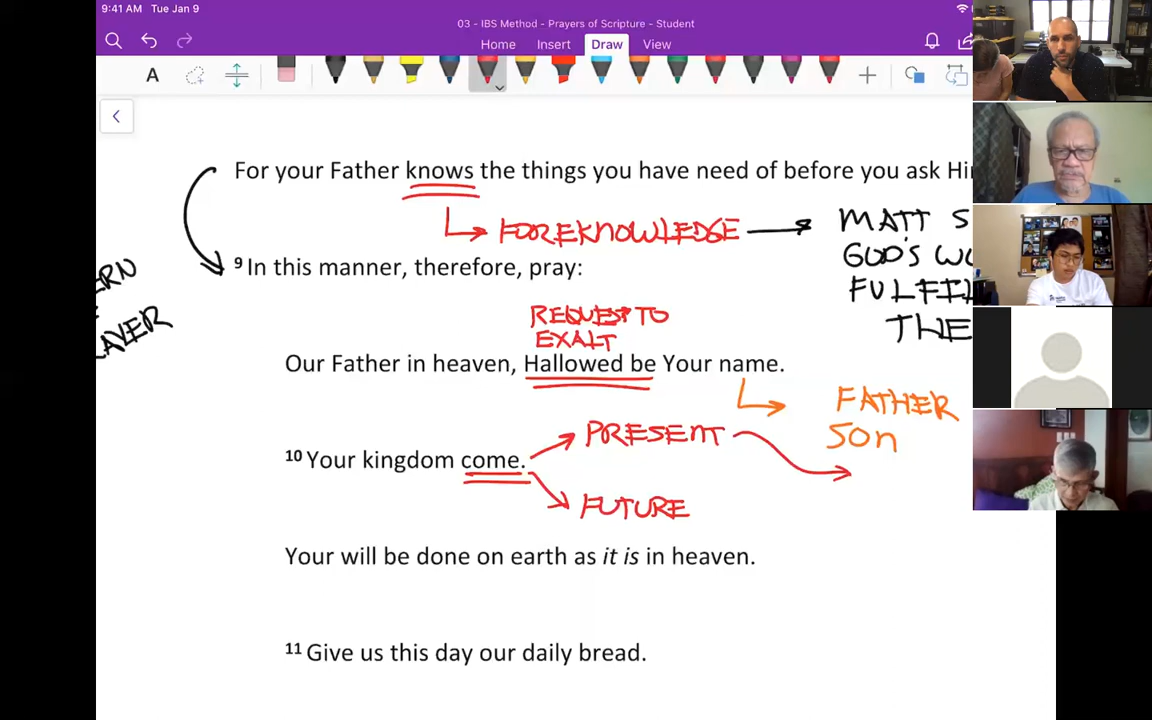 9:41 AM Tue Jan 9
03 - IBS Method - Prayers of Scripture - Student
Home Insert Draw View
A
For your Father knows the things you have need of before you ask
FOREKNOWLEDGE
MATT
GOD'S
FULFIL
THE
9 In this manner, therefore, pray:
REQUEST TO
EXALT
Our Father in heaven, Hallowed be Your name.
FATHER
SON
PRESENT
10 Your kingdom come.
FUTURE
Your will be done on earth as it is in heaven.
11 Give us this day our daily bread.